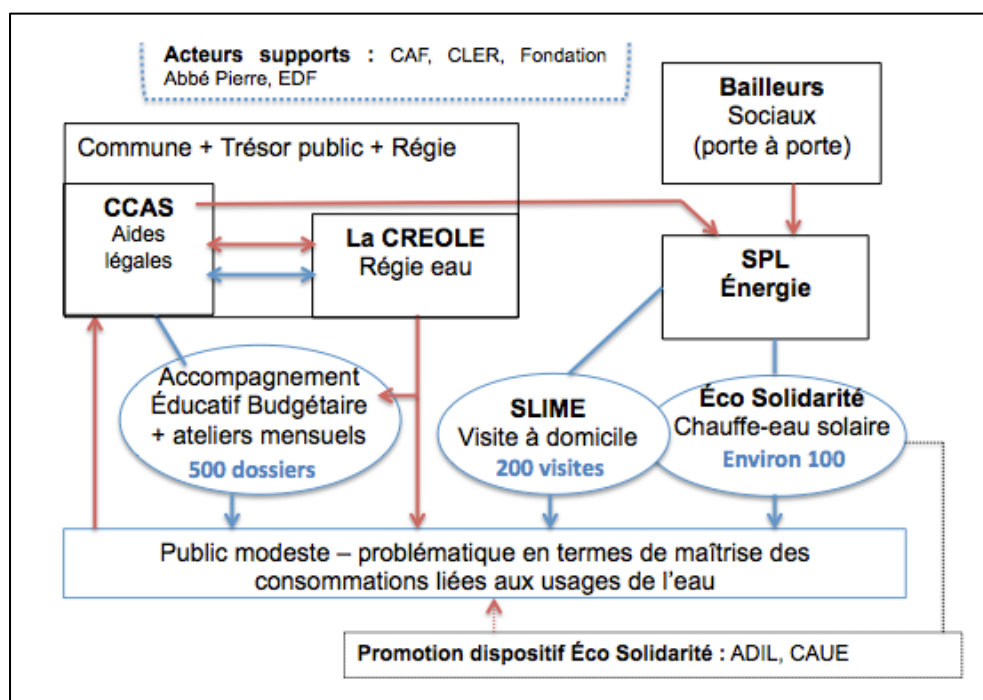 Acteurs supports : CAF, CLER, Fondation
Abbé Pierre, EDF
Bailleurs
Sociaux
(porte à porte)
Commune + Trésor public + Régie
CCAS
Aides
légales
La CREOLE
Régie eau
SPL
Énergie
Accompagnement
Éducatif Budgétaire
+ ateliers mensuels
500 dossiers
SLIME
Visite à domicile
200 visites
Éco Solidarité
Chauffe-eau solaire
Environ 100
Public modeste – problématique en termes de maîtrise des
consommations liées aux usages de l'eau
Promotion dispositif Éco Solidarité : ADIL, CAUE